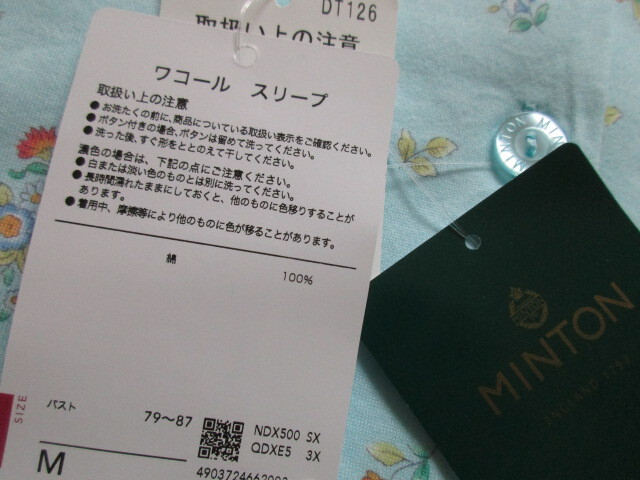 DT126
取扱い上の注意
ワコール スリープ
取扱い上の注意
●お洗たくの前に、商品についている取扱い表示をご確認ください。
●ボタン付きの場合、ボタンは留めて洗ってください。
●洗った後、すぐ形をととのえて干してください。
濃色の場合は、下記の点にご注意ください。
●白または淡い色のものとは別に洗ってください。
●長時間濡れたままにしておくと、他のものに色移りすることが
あります。
●着用中、摩擦等により他のものに色が移ることがあります。
綿 100%
SIZE
バスト 79～87
NDX500 SX
QDXE5 3X
M
MINTON MIN
MINTON
MINTON